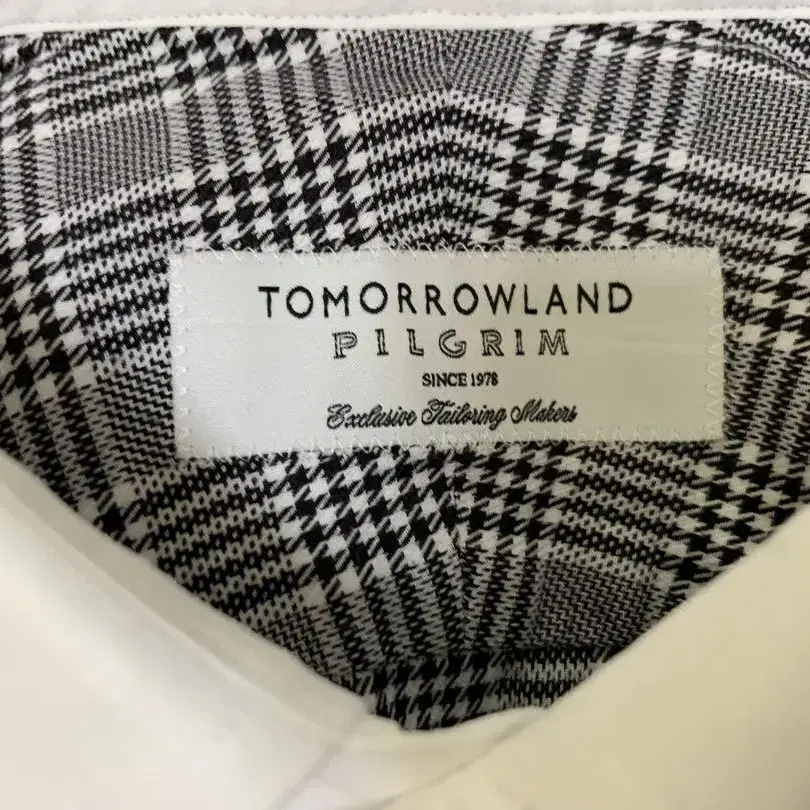 TOMORROWLAND
PILGRIM
SINCE 1978
Exclusive Tailoring Makers